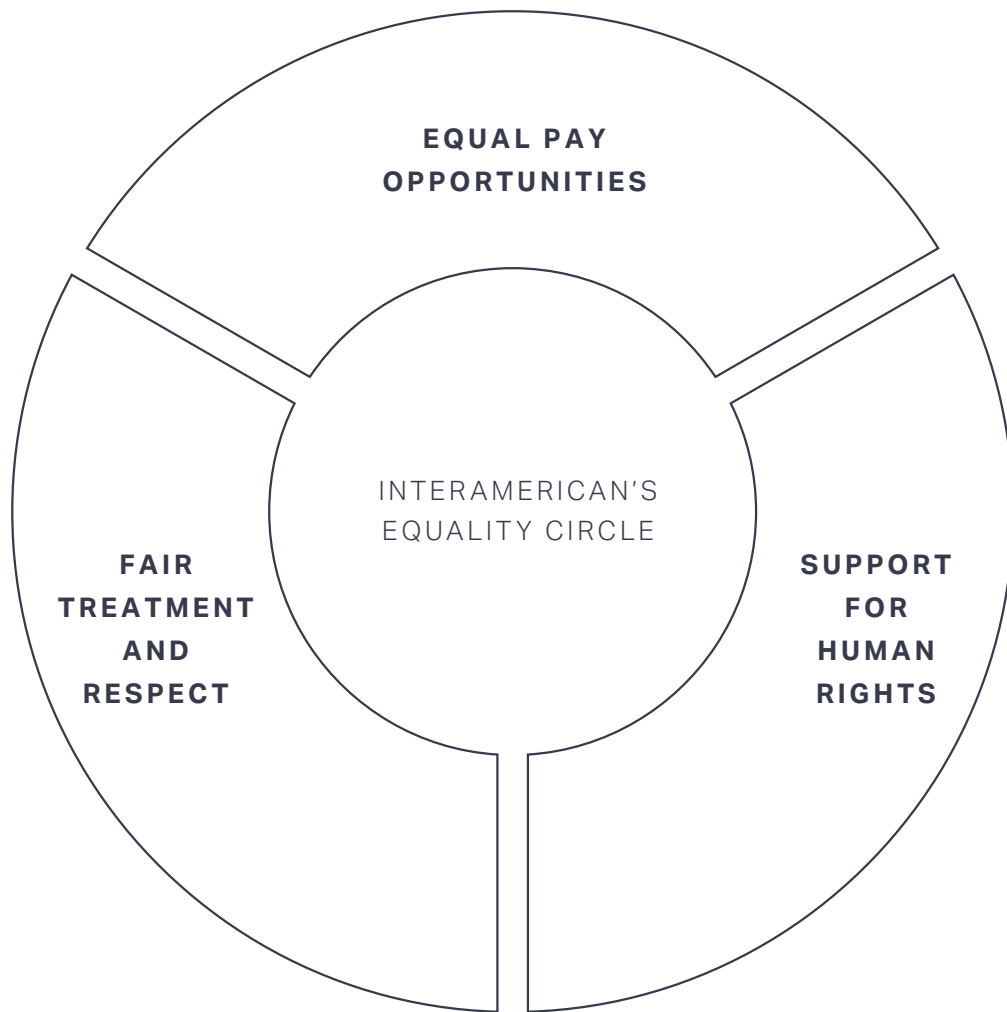 EQUAL PAY
OPPORTUNITIES
INTERAMERICAN’S
EQUALITY CIRCLE
FAIR
TREATMENT
AND
RESPECT
SUPPORT
FOR
HUMAN
RIGHTS